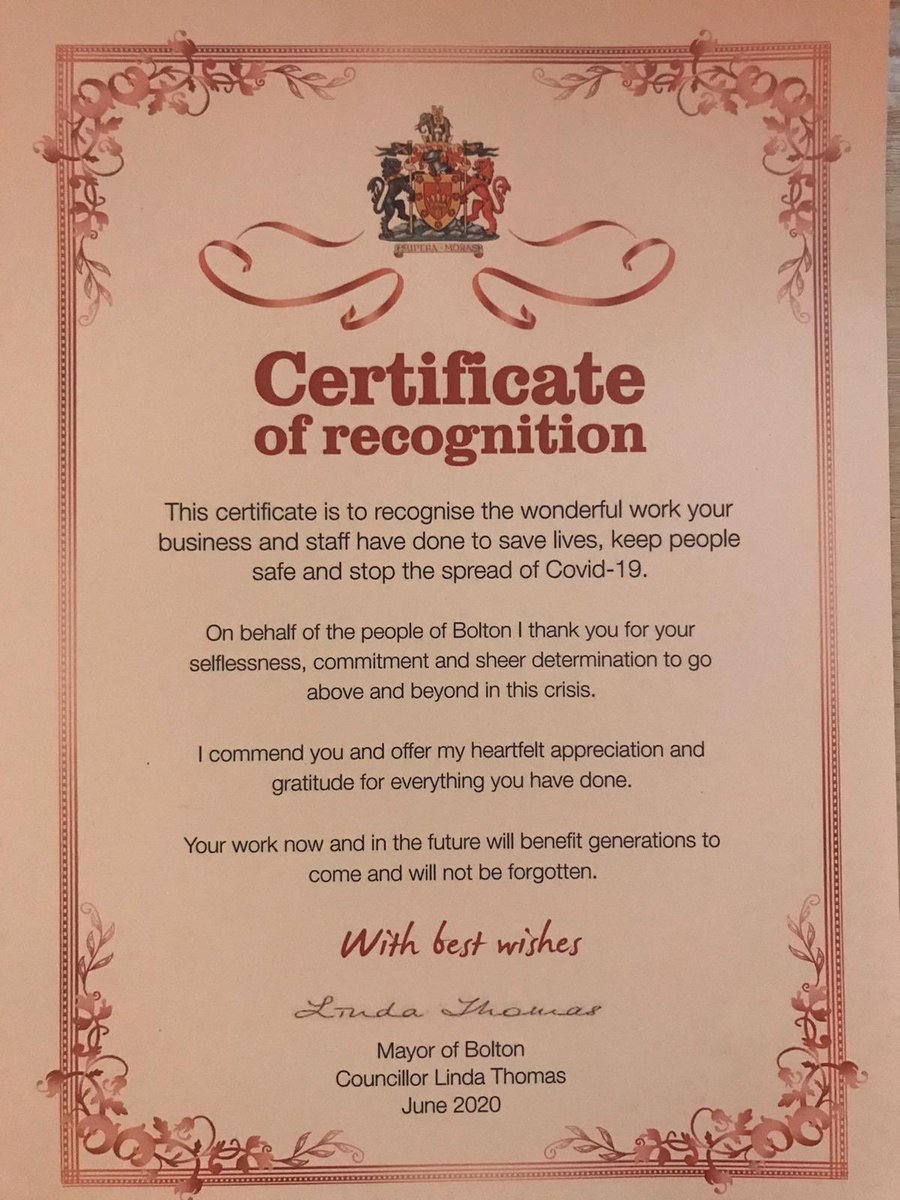 SUPERA MORAS
Certificate
of recognition
This certificate is to recognise the wonderful work your
business and staff have done to save lives, keep people
safe and stop the spread of Covid-19.
On behalf of the people of Bolton I thank you for your
selflessness, commitment and sheer determination to go
above and beyond in this crisis.
I commend you and offer my heartfelt appreciation and
gratitude for everything you have done.
Your work now and in the future will benefit generations to
come and will not be forgotten.
With best wishes
Linda Thomas
Mayor of Bolton
Councillor Linda Thomas
June 2020